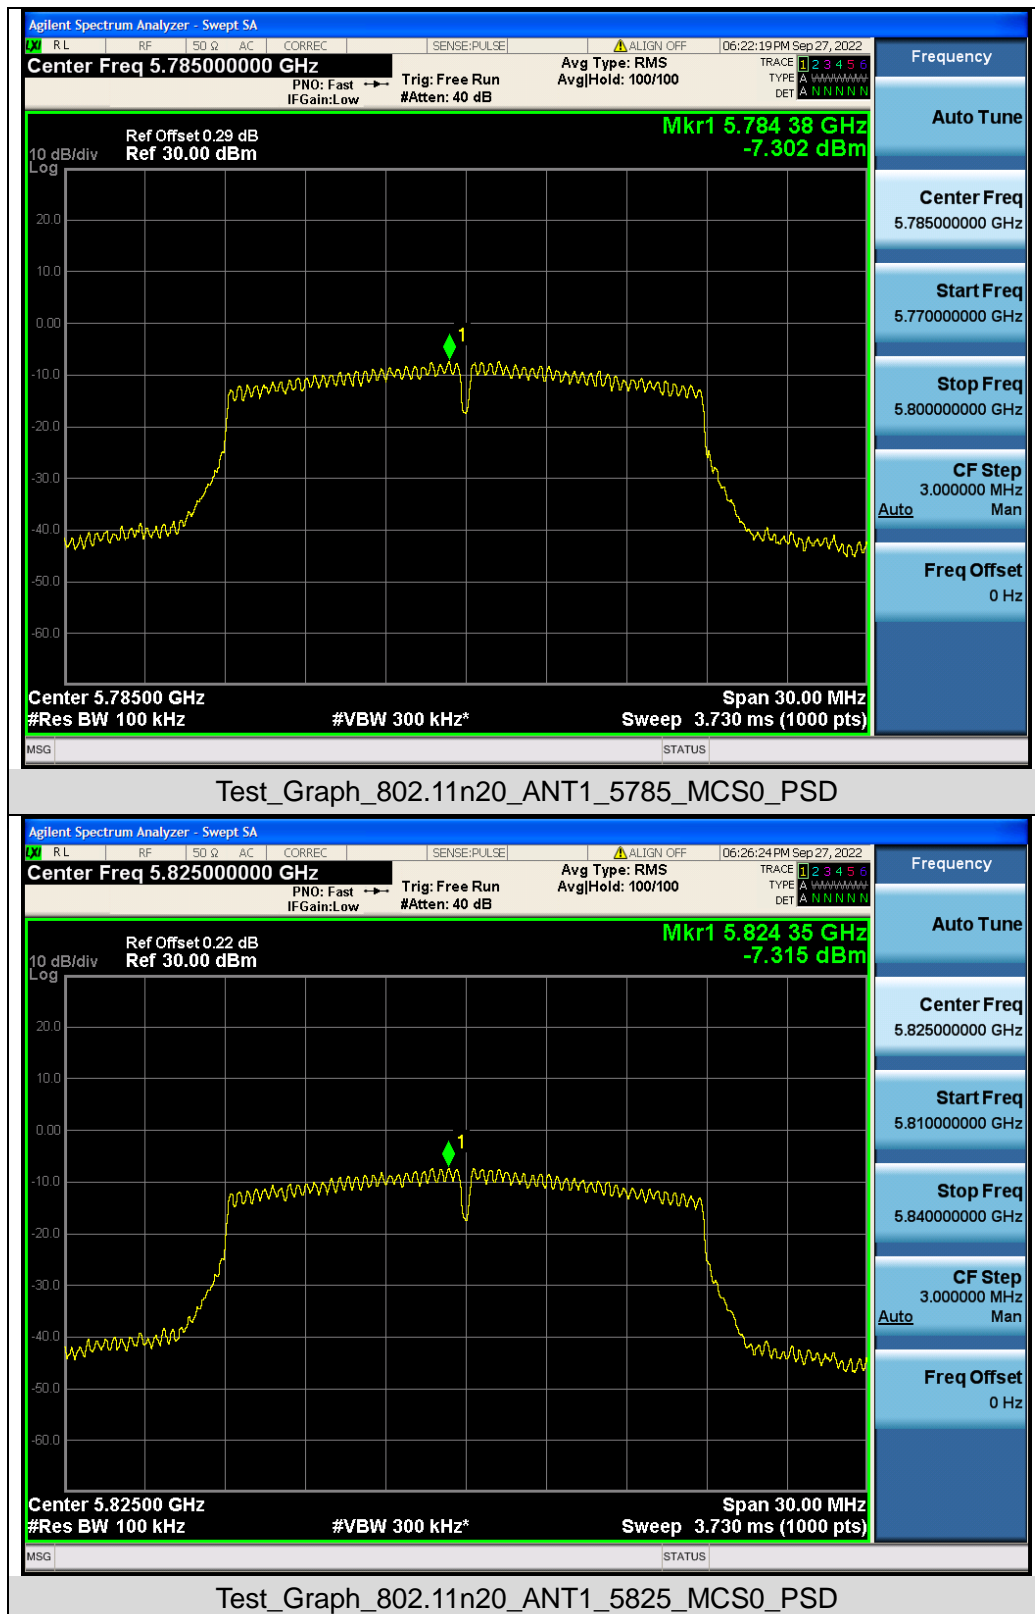 Agilent Spectrum Analyzer - Swept SA
LXI RL RF 50 Ω AC CORREC SENSE:PULSE ALIGN OFF 06:22:19 PM Sep 27, 2022
Center Freq 5.785000000 GHz
PNO: Fast
IFGain:Low
Trig: Free Run
#Atten: 40 dB
Avg Type: RMS
Avg|Hold: 100/100
TRACE 1 2 3 4 5 6
TYPE A WWWWW
DET A N N N N N
Ref Offset 0.29 dB
10 dB/div Ref 30.00 dBm
Log
Mkr1 5.784 38 GHz
-7.302 dBm
20.0
10.0
0.00
-10.0
-20.0
-30.0
-40.0
-50.0
-60.0
1
Center 5.78500 GHz Span 30.00 MHz
#Res BW 100 kHz #VBW 300 kHz* Sweep 3.730 ms (1000 pts)
MSG STATUS
Frequency
Auto Tune
Center Freq
5.785000000 GHz
Start Freq
5.770000000 GHz
Stop Freq
5.800000000 GHz
CF Step
3.000000 MHz
Auto Man
Freq Offset
0 Hz
Test_Graph_802.11n20_ANT1_5785_MCS0_PSD
Agilent Spectrum Analyzer - Swept SA
LXI RL RF 50 Ω AC CORREC SENSE:PULSE ALIGN OFF 06:26:24 PM Sep 27, 2022
Center Freq 5.825000000 GHz
PNO: Fast
IFGain:Low
Trig: Free Run
#Atten: 40 dB
Avg Type: RMS
Avg|Hold: 100/100
TRACE 1 2 3 4 5 6
TYPE A WWWWW
DET A N N N N N
Ref Offset 0.22 dB
10 dB/div Ref 30.00 dBm
Log
Mkr1 5.824 35 GHz
-7.315 dBm
20.0
10.0
0.00
-10.0
-20.0
-30.0
-40.0
-50.0
-60.0
1
Center 5.82500 GHz Span 30.00 MHz
#Res BW 100 kHz #VBW 300 kHz* Sweep 3.730 ms (1000 pts)
MSG STATUS
Frequency
Auto Tune
Center Freq
5.825000000 GHz
Start Freq
5.810000000 GHz
Stop Freq
5.840000000 GHz
CF Step
3.000000 MHz
Auto Man
Freq Offset
0 Hz
Test_Graph_802.11n20_ANT1_5825_MCS0_PSD